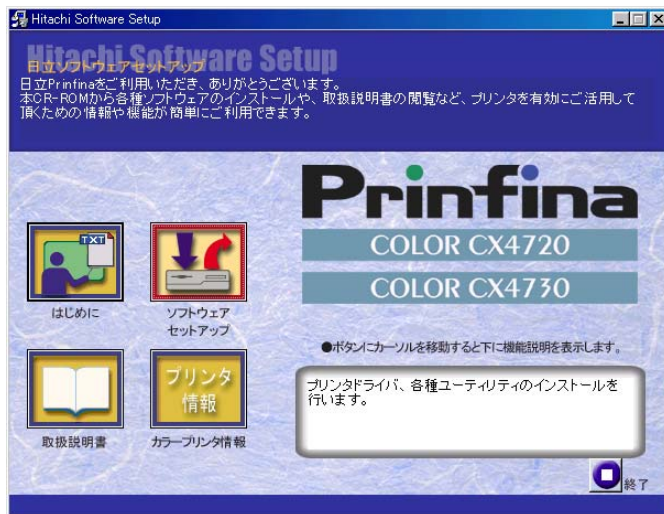 Hitachi Software Setup
Hitachi Software Setup
日立ソフトウェアセットアップ
日立Prinfinaをご利用いただき、ありがとうございます。
本CR-ROMから各種ソフトウェアのインストールや、取扱説明書の閲覧など、プリンタを有効にご活用して
頂くための情報や機能が簡単にご利用できます。
Prinfina
COLOR CX4720
COLOR CX4730
TXT
はじめに
ソフトウェア
セットアップ
●ボタンにカーソルを移動すると下に機能説明を表示します。
プリンタ
情報
取扱説明書
カラープリンタ情報
プリンタドライバ、各種ユーティリティのインストールを
行います。
終了